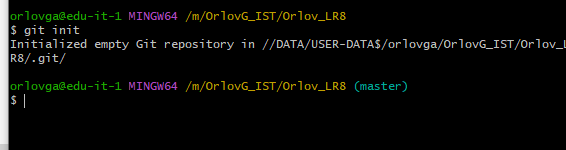 orlovga@edu-it-1 MINGW64 /m/OrlovG_IST/Orlov_LR8
$ git init
Initialized empty Git repository in //DATA/USER-DATA$/orlovga/OrlovG_IST/Orlov_L
R8/.git/
orlovga@edu-it-1 MINGW64 /m/OrlovG_IST/Orlov_LR8 (master)
$